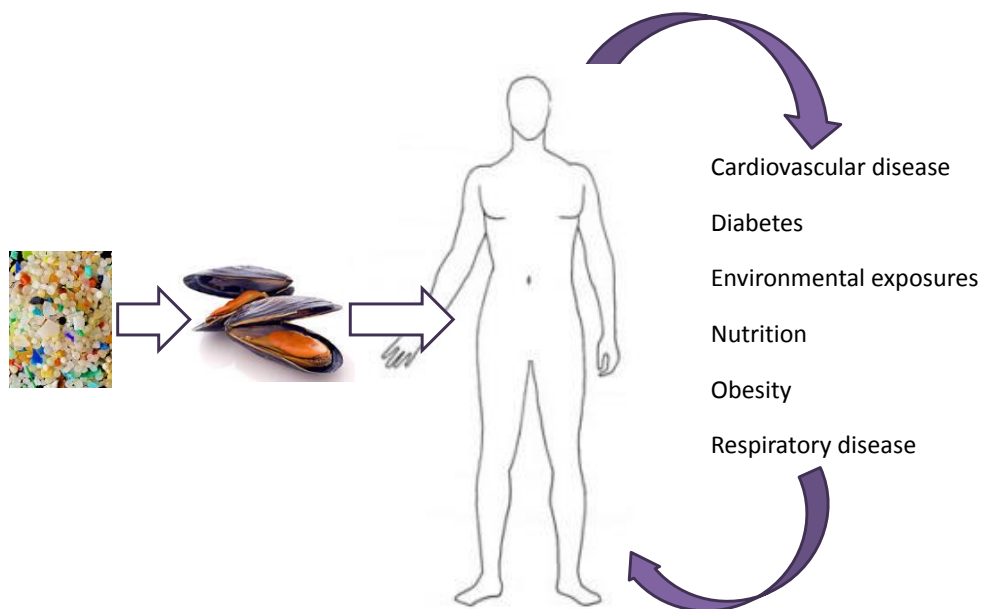 Cardiovascular disease
Diabetes
Environmental exposures
Nutrition
Obesity
Respiratory disease